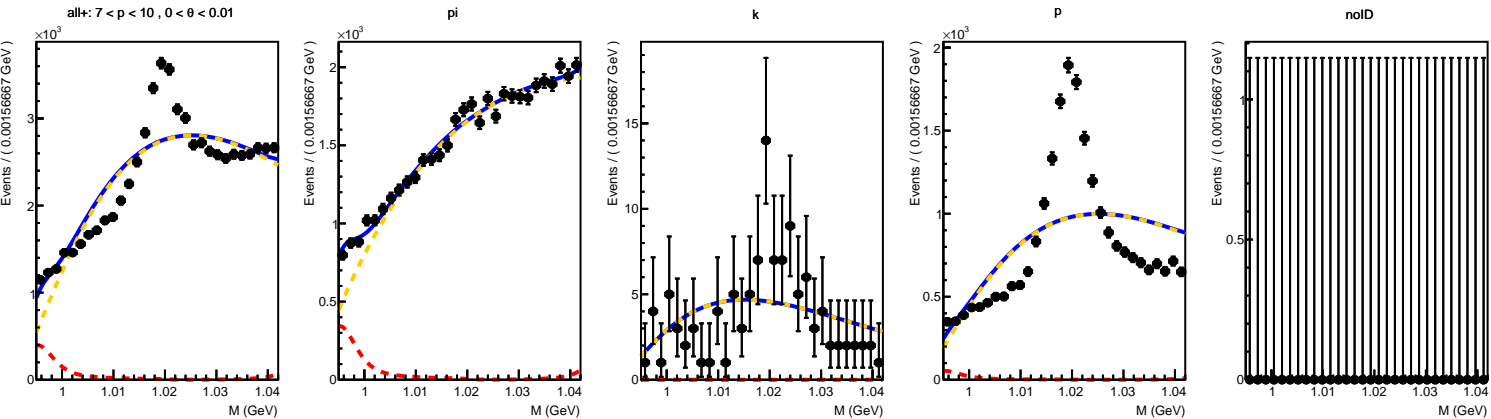 all+: 7 < p < 10 , 0 < θ < 0.01
×10³
Events / ( 0.00156667 GeV )
3
2
1
0
1 1.01 1.02 1.03 1.04
M (GeV)
pi
×10³
Events / ( 0.00156667 GeV )
2
1.5
1
0.5
0
1 1.01 1.02 1.03 1.04
M (GeV)
k
Events / ( 0.00156667 GeV )
15
10
5
0
1 1.01 1.02 1.03 1.04
M (GeV)
p
×10³
Events / ( 0.00156667 GeV )
2
1.5
1
0.5
0
1 1.01 1.02 1.03 1.04
M (GeV)
noID
Events / ( 0.00156667 GeV )
1
0.5
0
1 1.01 1.02 1.03 1.04
M (GeV)